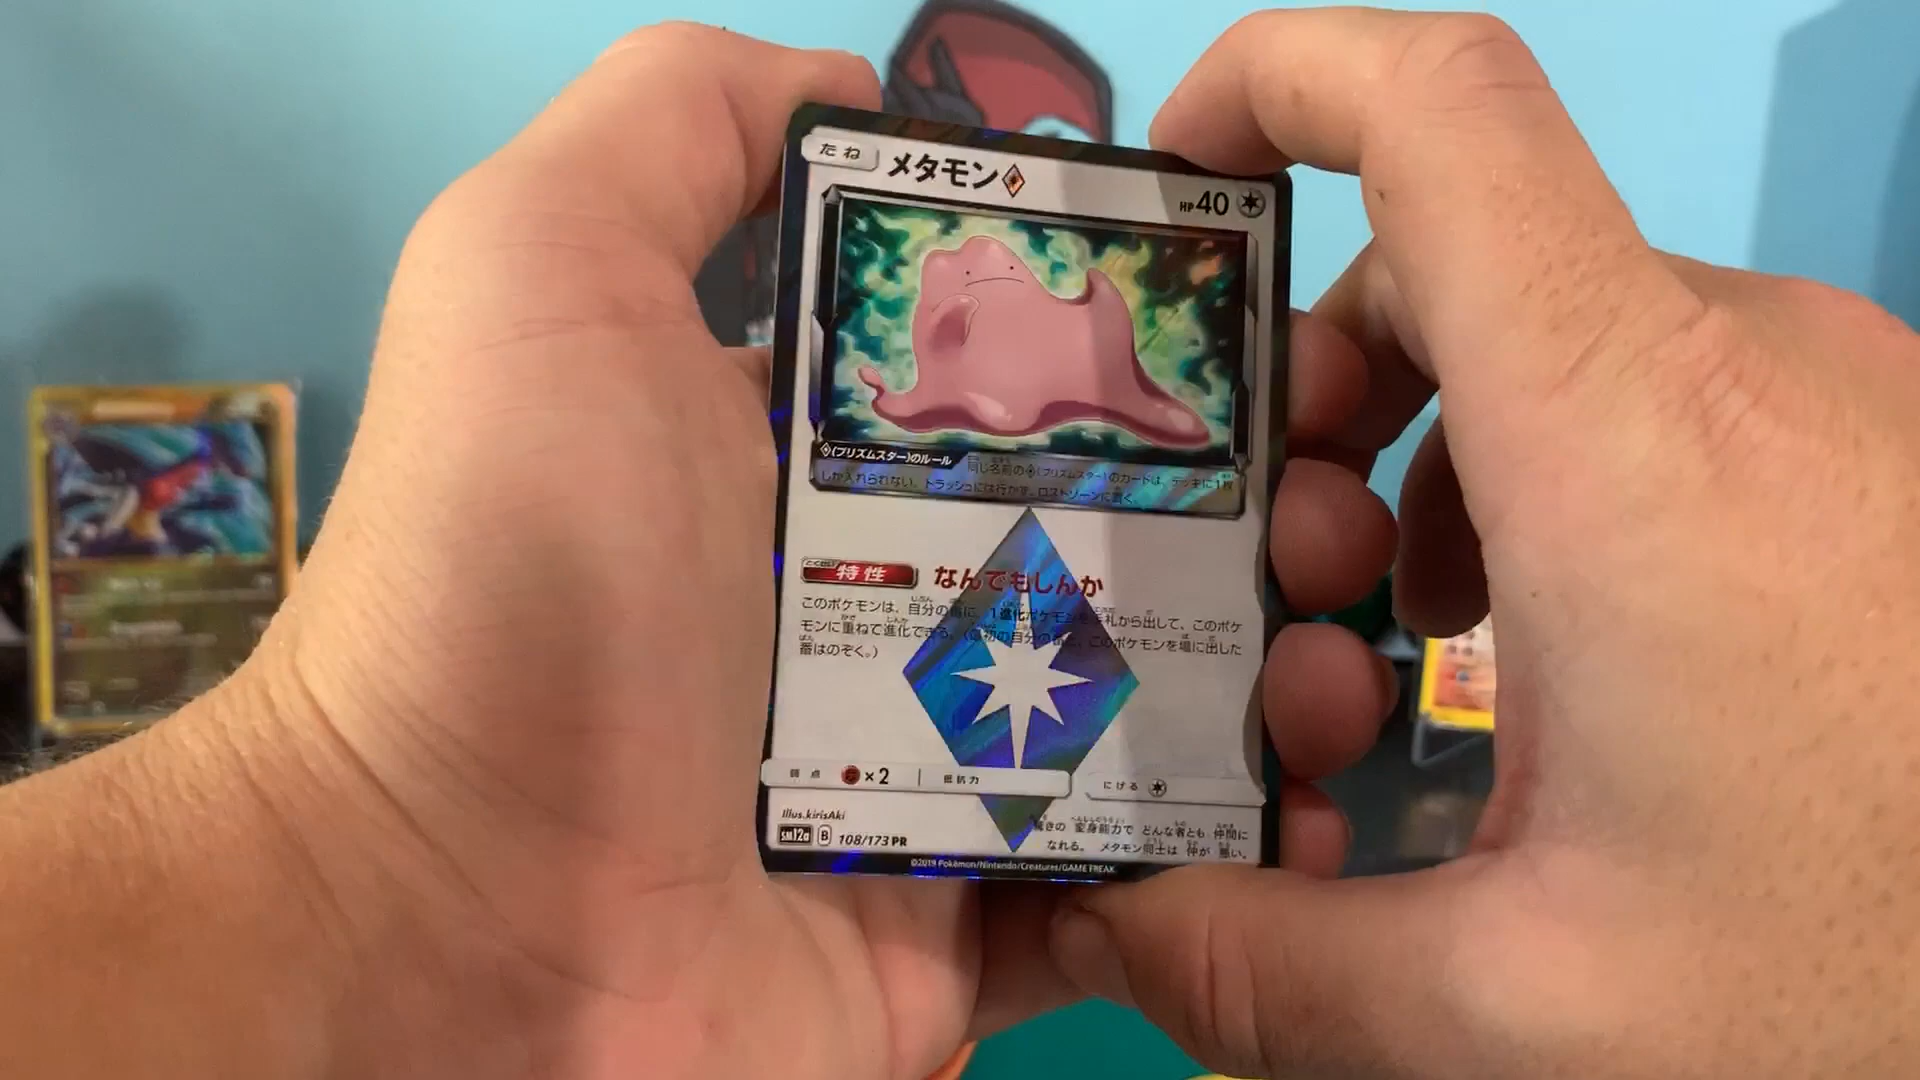 たね メタモン◇ HP40
◇(プリズムスター)のルール 同じ名前の◇(プリズムスター)のカードは、デッキに1枚
しか入れられない。トラッシュには行かず、ロストゾーンに置く。
特性 なんでもしんか
このポケモンは、自分の番に、1進化ポケモンを手札から出して、このポケ
モンに重ねて進化できる。(最初の自分の番と、このポケモンを場に出した
番はのぞく。)
弱点 ×2 抵抗力 にげる
Illus.kirisAki
sm12a B 108/173 PR
驚きの 変身能力で どんな者とも 仲間に
なれる。 メタモン同士は 仲が 悪い。
©2019 Pokémon/Nintendo/Creatures/GAME FREAK